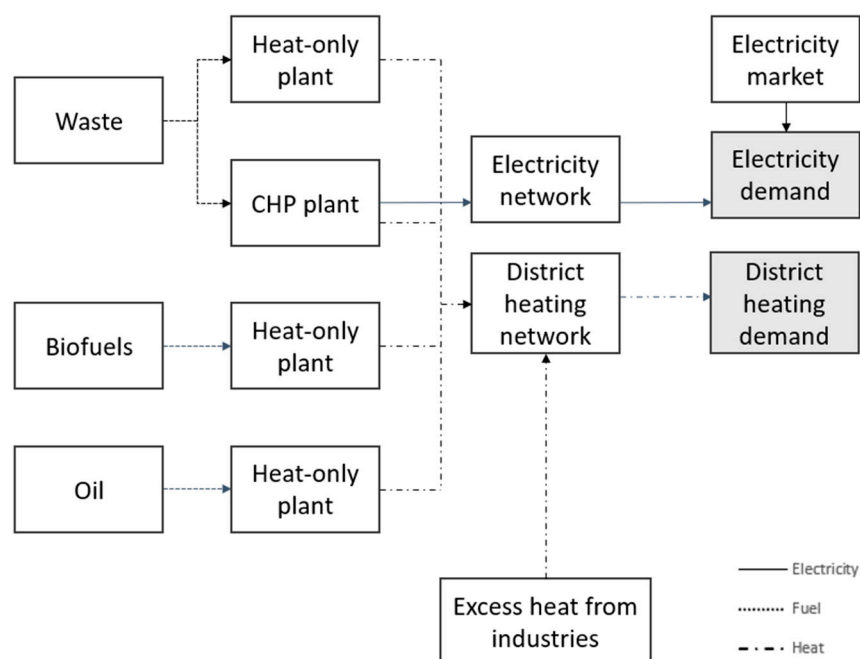 Heat-only
plant
Electricity
market
Waste
Electricity
network
Electricity
demand
CHP plant
District
heating
network
District
heating
demand
Biofuels
Heat-only
plant
Oil
Heat-only
plant
Excess heat from
industries
Electricity
Fuel
Heat